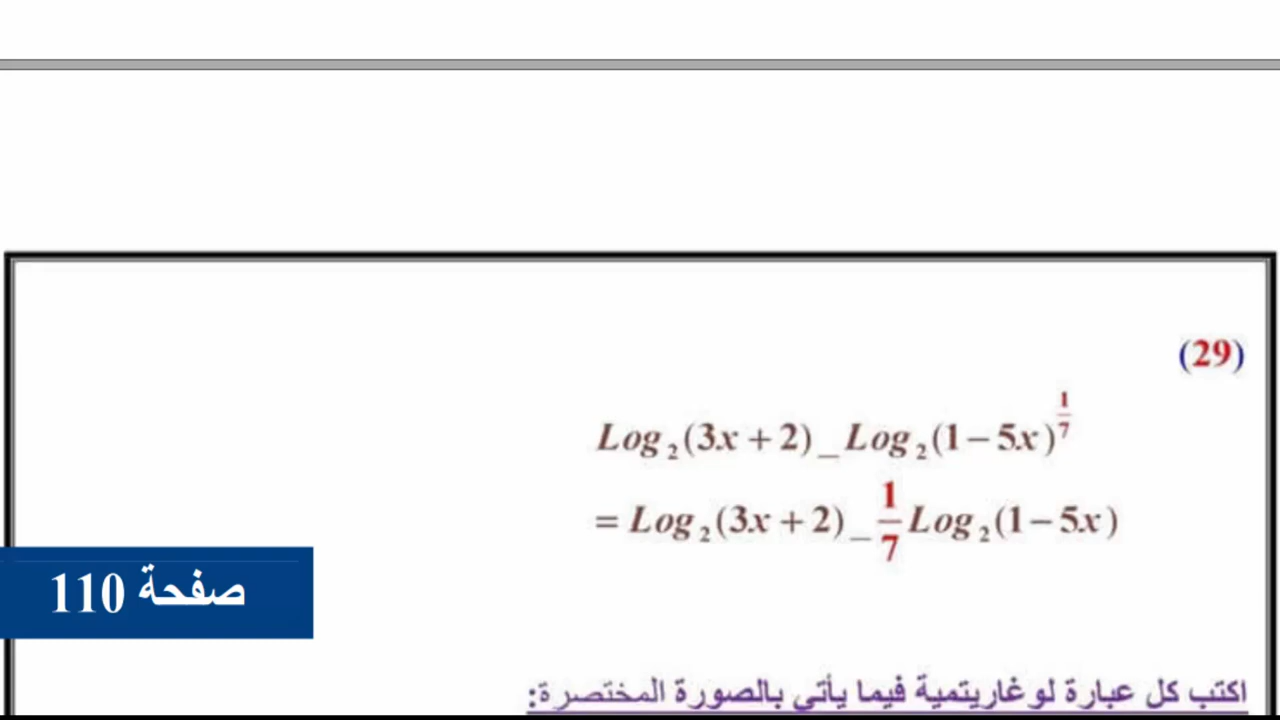 (29)
Log₂(3x + 2) _ Log₂(1 − 5x)^(1/7)
= Log₂(3x + 2) _ 1/7 Log₂(1 − 5x)
صفحة 110
اكتب كل عبارة لوغاريتمية فيما يأتي بالصورة المختصرة: